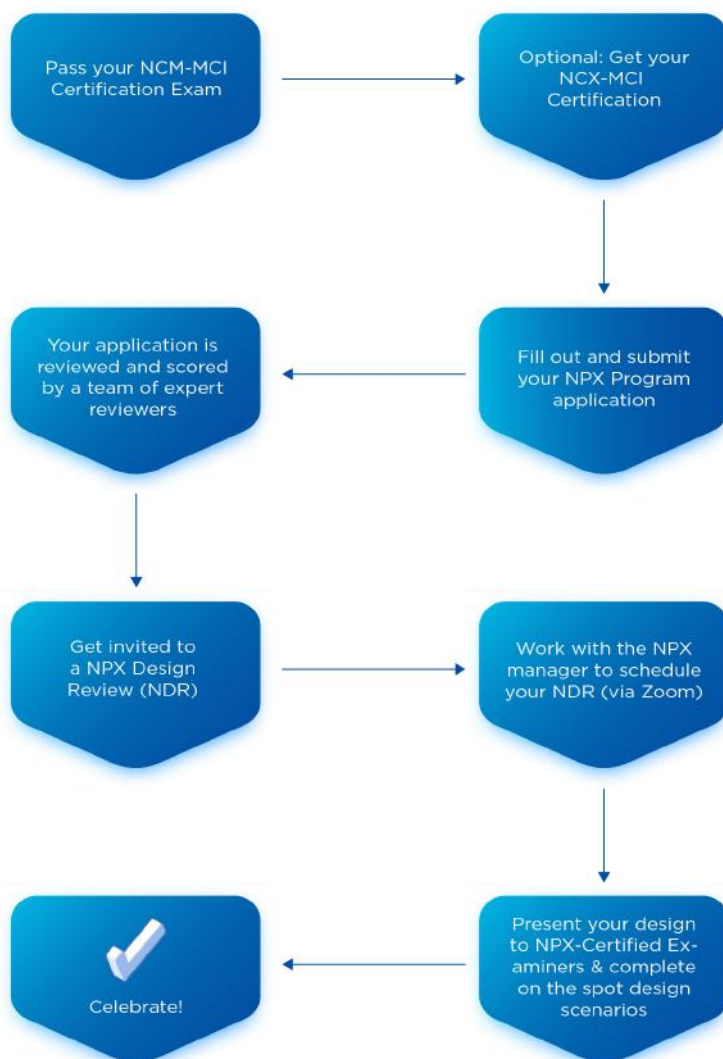 Pass your NCM-MCI
Certification Exam
Optional: Get your
NCX-MCI
Certification
Fill out and submit
your NPX Program
application
Your application is
reviewed and scored
by a team of expert
reviewers
Get invited to
a NPX Design
Review (NDR)
Work with the NPX
manager to schedule
your NDR (via Zoom)
Present your design
to NPX-Certified Ex-
aminers & complete
on the spot design
scenarios
Celebrate!